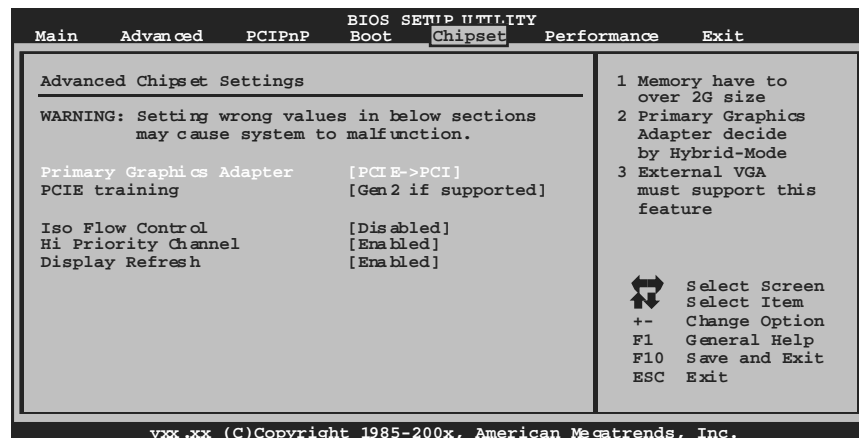 BIOS SETUP UTILITY
Main Advanced PCIPnP Boot Chipset Performance Exit
Advanced Chipset Settings
WARNING: Setting wrong values in below sections
may cause system to malfunction.
Primary Graphics Adapter [PCIE->PCI]
PCIE training [Gen2 if supported]
Iso Flow Control [Disabled]
Hi Priority Channel [Enabled]
Display Refresh [Enabled]
1 Memory have to
over 2G size
2 Primary Graphics
Adapter decide
by Hybrid-Mode
3 External VGA
must support this
feature
Select Screen
Select Item
+- Change Option
F1 General Help
F10 Save and Exit
ESC Exit
vxx.xx (C)Copyright 1985-200x, American Megatrends, Inc.